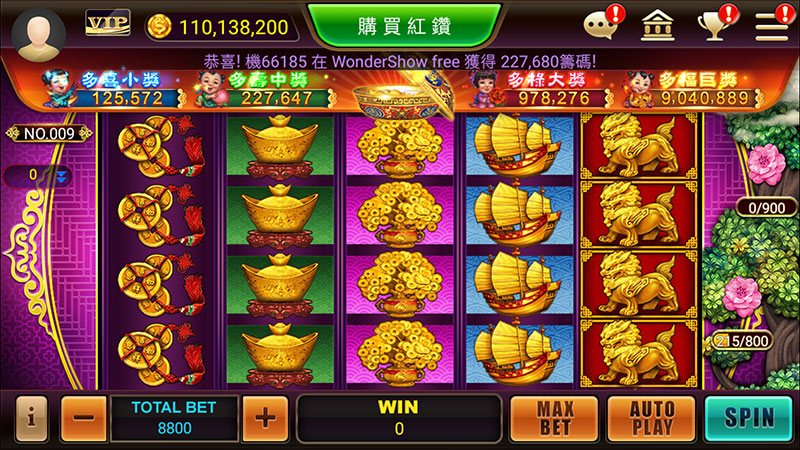 VIP
110,138,200
購買紅鑽
!
!
!
恭喜! 機66185 在 WonderShow free 獲得 227,680籌碼!
多喜小獎
125,572
多壽中獎
227,647
多祿大獎
978,276
多福巨獎
9,040,889
NO.009
0
0/900
215/800
i
−
TOTAL BET
8800
+
WIN
0
MAX
BET
AUTO
PLAY
SPIN